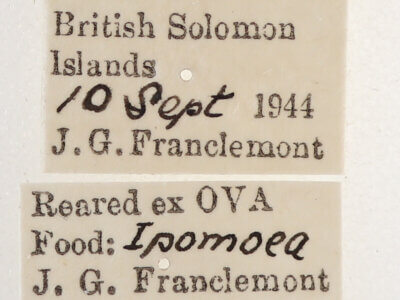 British Solomon
Islands
10 Sept 1944
J. G. Franclemont
Reared ex OVA
Food: Ipomoea
J. G. Franclemont